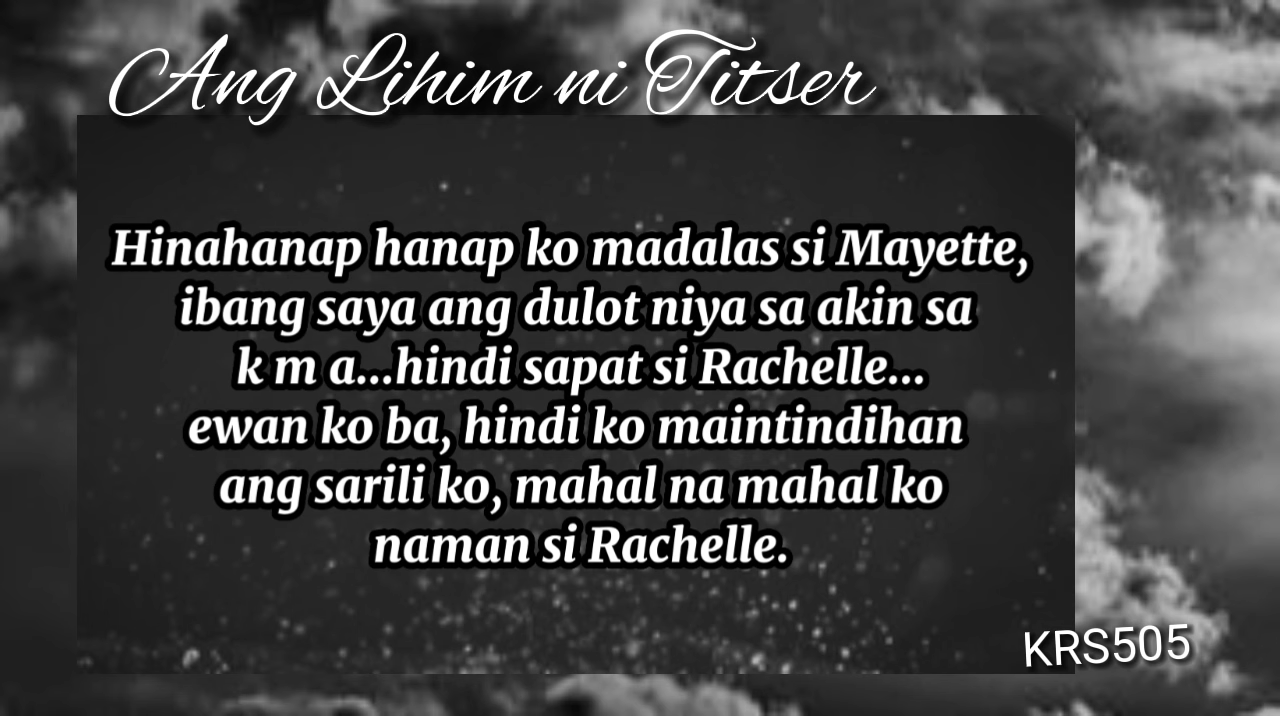 Ang Lihim ni Titser
Hinahanap hanap ko madalas si Mayette,
ibang saya ang dulot niya sa akin sa
k m a...hindi sapat si Rachelle...
ewan ko ba, hindi ko maintindihan
ang sarili ko, mahal na mahal ko
naman si Rachelle.
KRS505